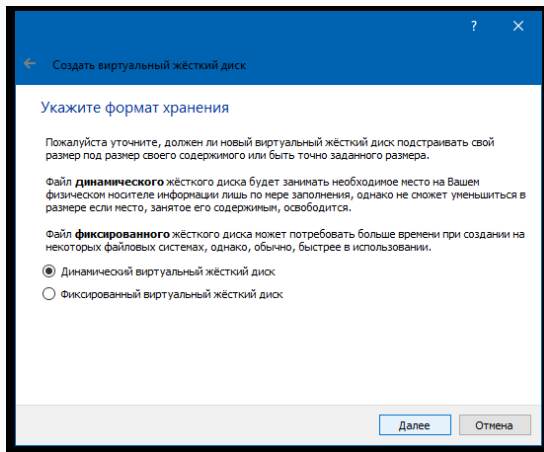 Создать виртуальный жёсткий диск
Укажите формат хранения
Пожалуйста уточните, должен ли новый виртуальный жёсткий диск подстраивать свой
размер под размер своего содержимого или быть точно заданного размера.
Файл динамического жёсткого диска будет занимать необходимое место на Вашем
физическом носителе информации лишь по мере заполнения, однако не сможет уменьшиться в
размере если место, занятое его содержимым, освободится.
Файл фиксированного жёсткого диска может потребовать больше времени при создании на
некоторых файловых системах, однако, обычно, быстрее в использовании.
Динамический виртуальный жёсткий диск
Фиксированный виртуальный жёсткий диск
Далее Отмена